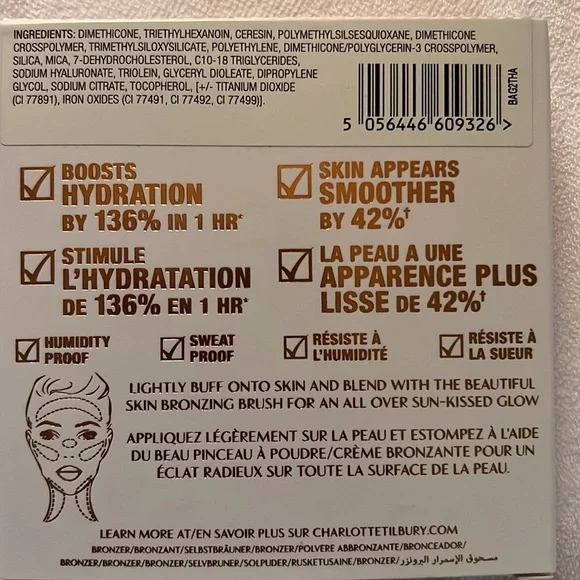 INGREDIENTS: DIMETHICONE, TRIETHYLHEXANOIN, CERESIN, POLYMETHYLSILSESQUIOXANE, DIMETHICONE
CROSSPOLYMER, TRIMETHYLSILOXYSILICATE, POLYETHYLENE, DIMETHICONE/POLYGLYCERIN-3 CROSSPOLYMER,
SILICA, MICA, 7-DEHYDROCHOLESTEROL, C10-18 TRIGLYCERIDES,
SODIUM HYALURONATE, TRIOLEIN, GLYCERYL DIOLEATE, DIPROPYLENE
GLYCOL, SODIUM CITRATE, TOCOPHEROL, [+/- TITANIUM DIOXIDE
(CI 77891), IRON OXIDES (CI 77491, CI 77492, CI 77499)].
BAG2THA
5 056446 609326 >
BOOSTS
HYDRATION
BY 136% IN 1 HR*
SKIN APPEARS
SMOOTHER
BY 42%†
STIMULE
L'HYDRATATION
DE 136% EN 1 HR*
LA PEAU A UNE
APPARENCE PLUS
LISSE DE 42%†
HUMIDITY
PROOF
SWEAT
PROOF
RÉSISTE À
L'HUMIDITÉ
RÉSISTE À
LA SUEUR
LIGHTLY BUFF ONTO SKIN AND BLEND WITH THE BEAUTIFUL
SKIN BRONZING BRUSH FOR AN ALL OVER SUN-KISSED GLOW
APPLIQUEZ LÉGÈREMENT SUR LA PEAU ET ESTOMPEZ À L'AIDE
DU BEAU PINCEAU À POUDRE/CRÈME BRONZANTE POUR UN
ÉCLAT RADIEUX SUR TOUTE LA SURFACE DE LA PEAU.
LEARN MORE AT/EN SAVOIR PLUS SUR CHARLOTTETILBURY.COM
BRONZER/BRONZANT/SELBSTBRÄUNER/BRONZER/POLVERE ABBRONZANTE/BRONCEADOR/
BRONZER/BRONZER/BRONZER/SELVBRUNER/SOLPUDER/RUSKETUSAINE/BRONZER/ مسحوق الإسمرار البرونزر